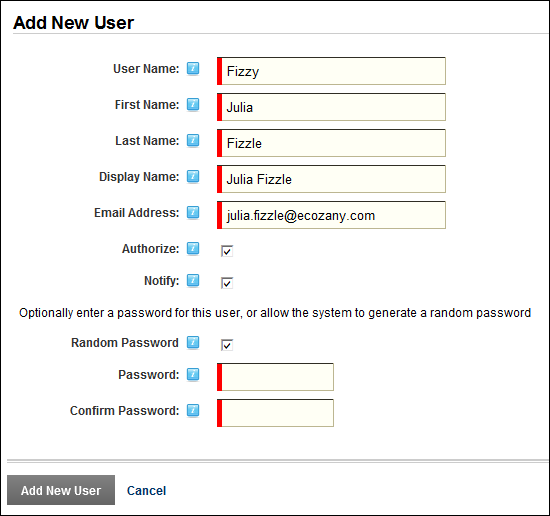 Add New User
User Name: Fizzy
First Name: Julia
Last Name: Fizzle
Display Name: Julia Fizzle
Email Address: julia.fizzle@ecozany.com
Authorize:
Notify:
Optionally enter a password for this user, or allow the system to generate a random password
Random Password
Password:
Confirm Password:
Add New User Cancel